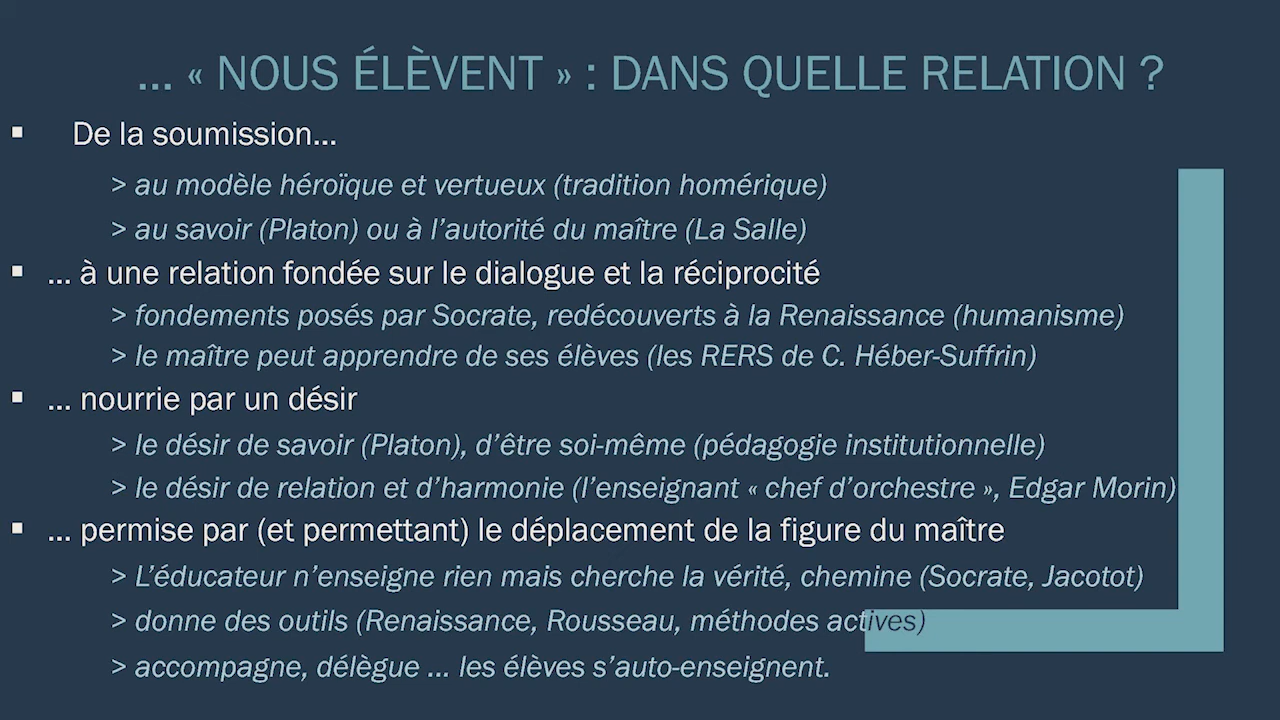 ... « NOUS ÉLÈVENT » : DANS QUELLE RELATION ?
▪ De la soumission...
> au modèle héroïque et vertueux (tradition homérique)
> au savoir (Platon) ou à l'autorité du maître (La Salle)
▪ ... à une relation fondée sur le dialogue et la réciprocité
> fondements posés par Socrate, redécouverts à la Renaissance (humanisme)
> le maître peut apprendre de ses élèves (les RERS de C. Héber-Suffrin)
▪ ... nourrie par un désir
> le désir de savoir (Platon), d'être soi-même (pédagogie institutionnelle)
> le désir de relation et d'harmonie (l'enseignant « chef d'orchestre », Edgar Morin)
▪ ... permise par (et permettant) le déplacement de la figure du maître
> L'éducateur n'enseigne rien mais cherche la vérité, chemine (Socrate, Jacotot)
> donne des outils (Renaissance, Rousseau, méthodes actives)
> accompagne, délègue ... les élèves s'auto-enseignent.